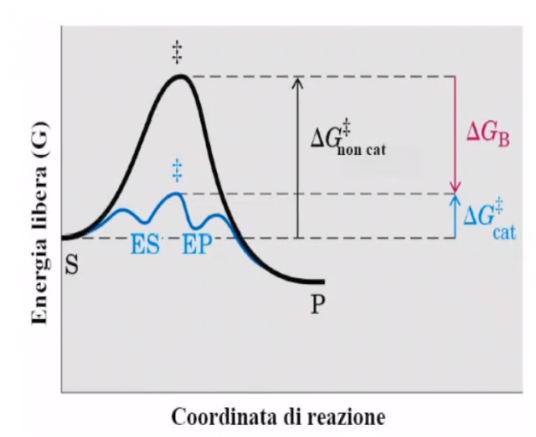 ‡
ΔG‡non cat
ΔGB
‡
ΔG‡cat
ES
EP
S
P
Energia libera (G)
Coordinata di reazione